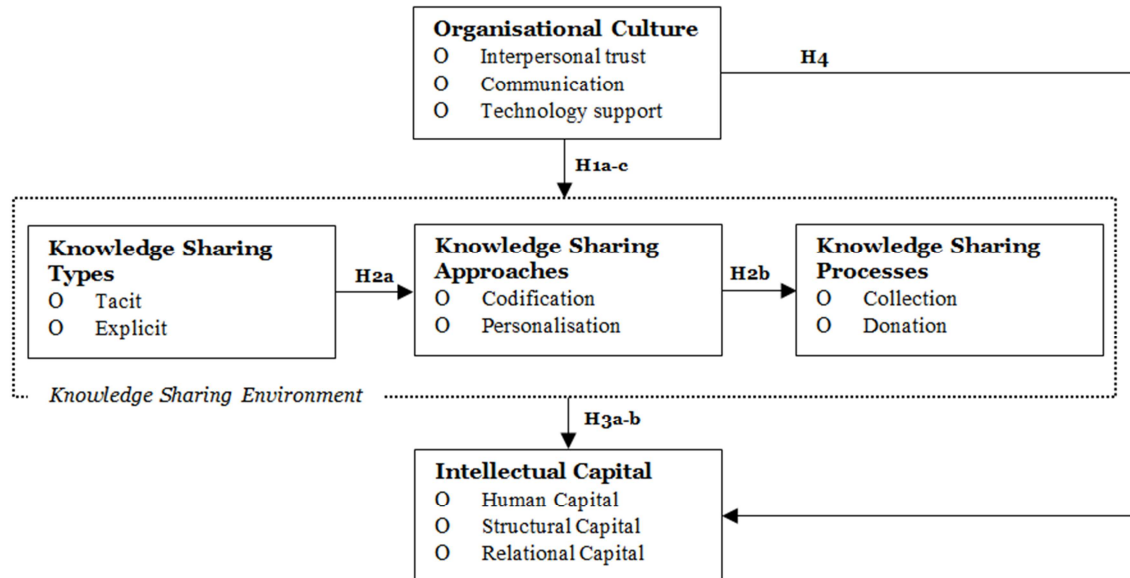 Organisational Culture
O Interpersonal trust
O Communication
O Technology support
H4
H1a-c
Knowledge Sharing
Types
O Tacit
O Explicit
H2a
Knowledge Sharing
Approaches
O Codification
O Personalisation
H2b
Knowledge Sharing
Processes
O Collection
O Donation
Knowledge Sharing Environment
H3a-b
Intellectual Capital
O Human Capital
O Structural Capital
O Relational Capital